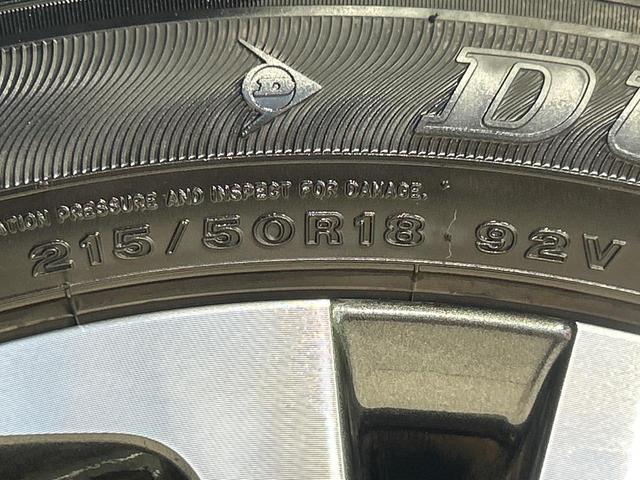 D
ATION PRESSURE AND INSPECT FOR DAMAGE.
215/50R18 92V